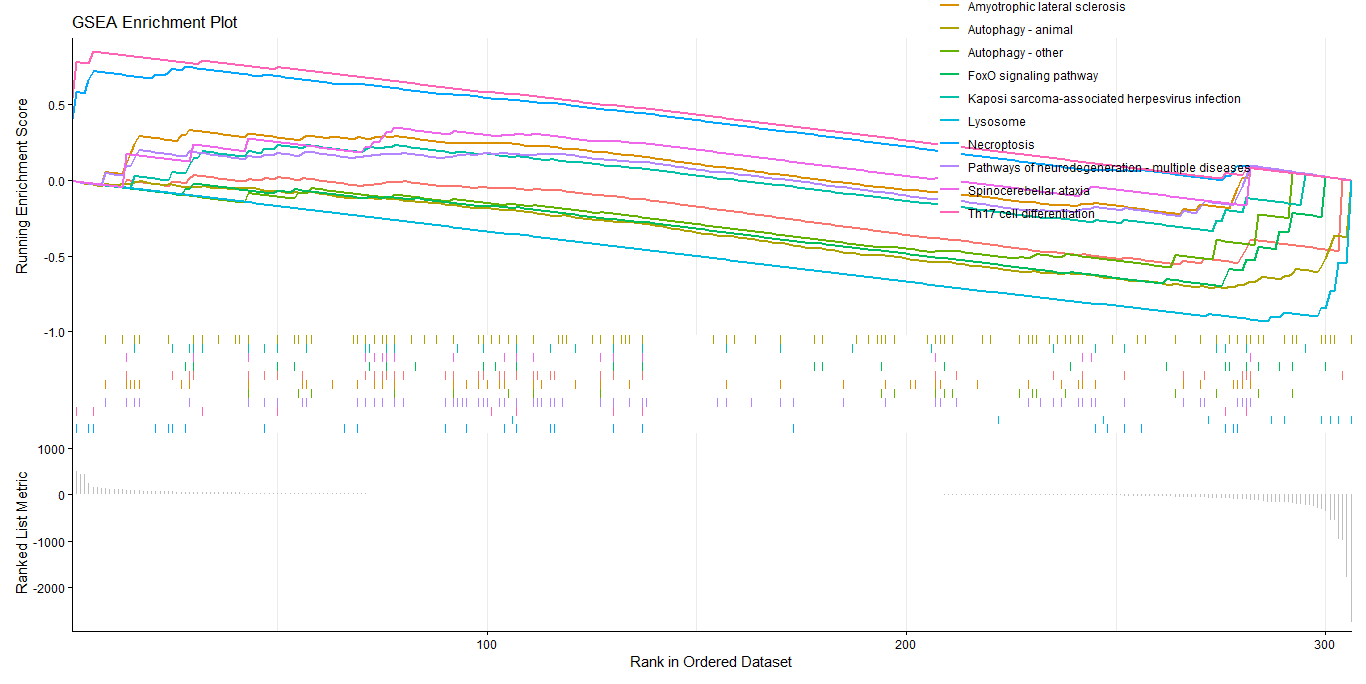 GSEA Enrichment Plot
Amyotrophic lateral sclerosis
Autophagy - animal
Autophagy - other
FoxO signaling pathway
Kaposi sarcoma-associated herpesvirus infection
Lysosome
Necroptosis
Pathways of neurodegeneration - multiple diseases
Spinocerebellar ataxia
Th17 cell differentiation
Running Enrichment Score
0.5
0.0
-0.5
-1.0
Ranked List Metric
1000
0
-1000
-2000
100
200
300
Rank in Ordered Dataset